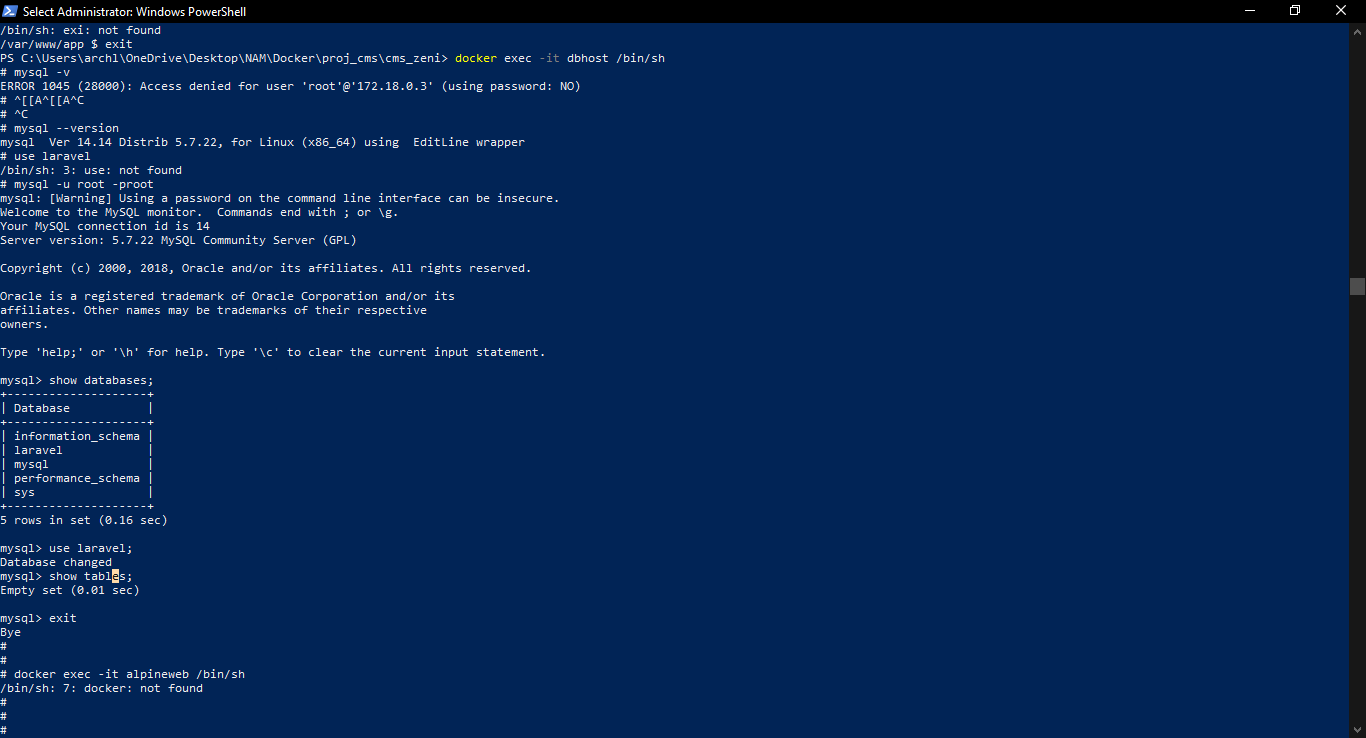 Select Administrator: Windows PowerShell
/bin/sh: exi: not found
/var/www/app $ exit
PS C:\Users\archl\OneDrive\Desktop\NAM\Docker\proj_cms\cms_zeni> docker exec -it dbhost /bin/sh
# mysql -v
ERROR 1045 (28000): Access denied for user 'root'@'172.18.0.3' (using password: NO)
# ^[[A^[[A^C
# ^C
# mysql --version
mysql  Ver 14.14 Distrib 5.7.22, for Linux (x86_64) using  EditLine wrapper
# use laravel
/bin/sh: 3: use: not found
# mysql -u root -proot
mysql: [Warning] Using a password on the command line interface can be insecure.
Welcome to the MySQL monitor.  Commands end with ; or \g.
Your MySQL connection id is 14
Server version: 5.7.22 MySQL Community Server (GPL)
Copyright (c) 2000, 2018, Oracle and/or its affiliates. All rights reserved.
Oracle is a registered trademark of Oracle Corporation and/or its
affiliates. Other names may be trademarks of their respective
owners.
Type 'help;' or '\h' for help. Type '\c' to clear the current input statement.
mysql> show databases;
+--------------------+
| Database           |
+--------------------+
| information_schema |
| laravel            |
| mysql              |
| performance_schema |
| sys                |
+--------------------+
5 rows in set (0.16 sec)
mysql> use laravel;
Database changed
mysql> show tables;
Empty set (0.01 sec)
mysql> exit
Bye
#
#
# docker exec -it alpineweb /bin/sh
/bin/sh: 7: docker: not found
#
#
#